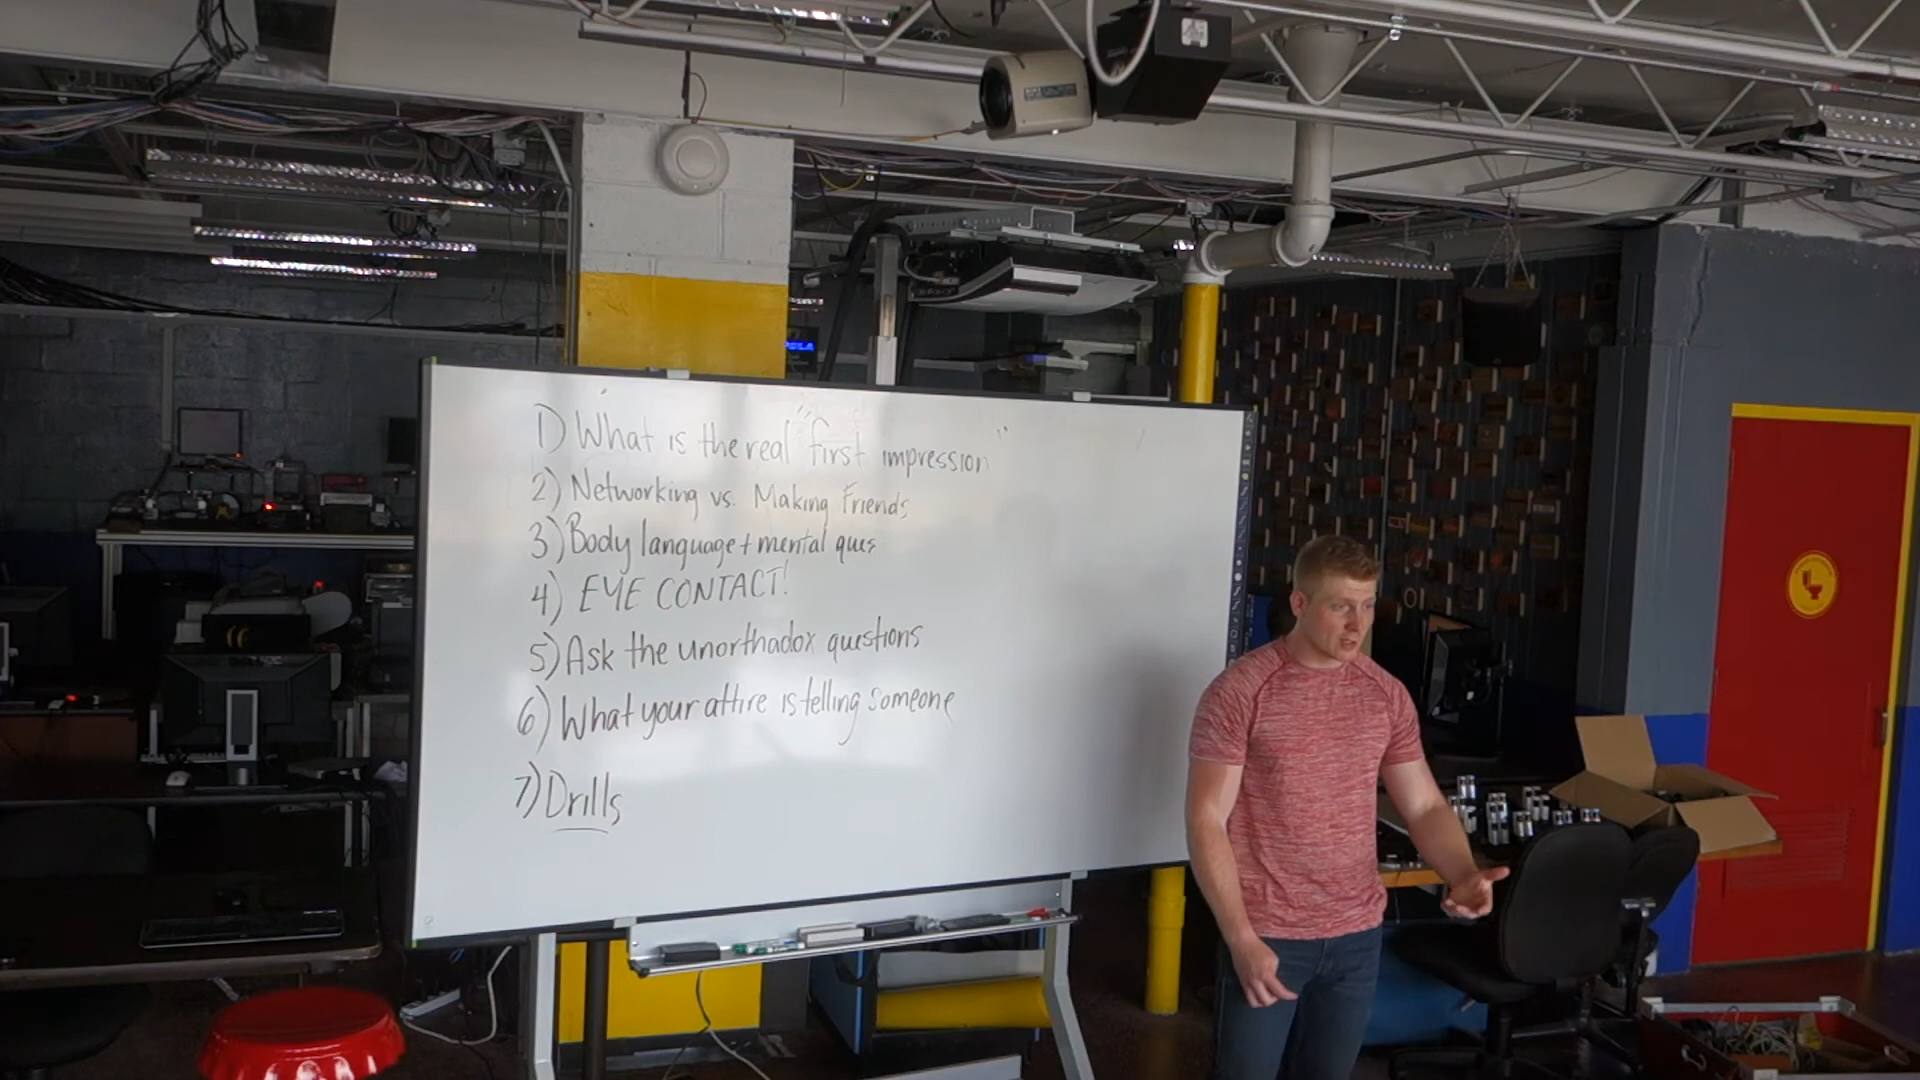 1) What is the real "first impression"
2) Networking vs. Making Friends
3) Body language + mental ques
4) EYE CONTACT!
5) Ask the unorthadox questions
6) What your attire is telling someone
7) Drills